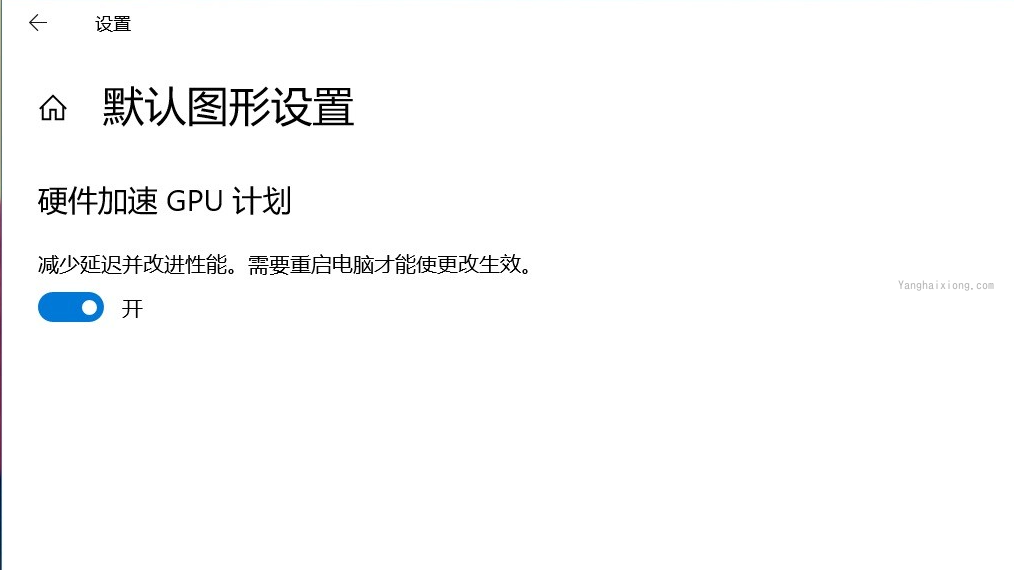 设置
默认图形设置
硬件加速 GPU 计划
减少延迟并改进性能。需要重启电脑才能使更改生效。
Yanghaixiong.com
开